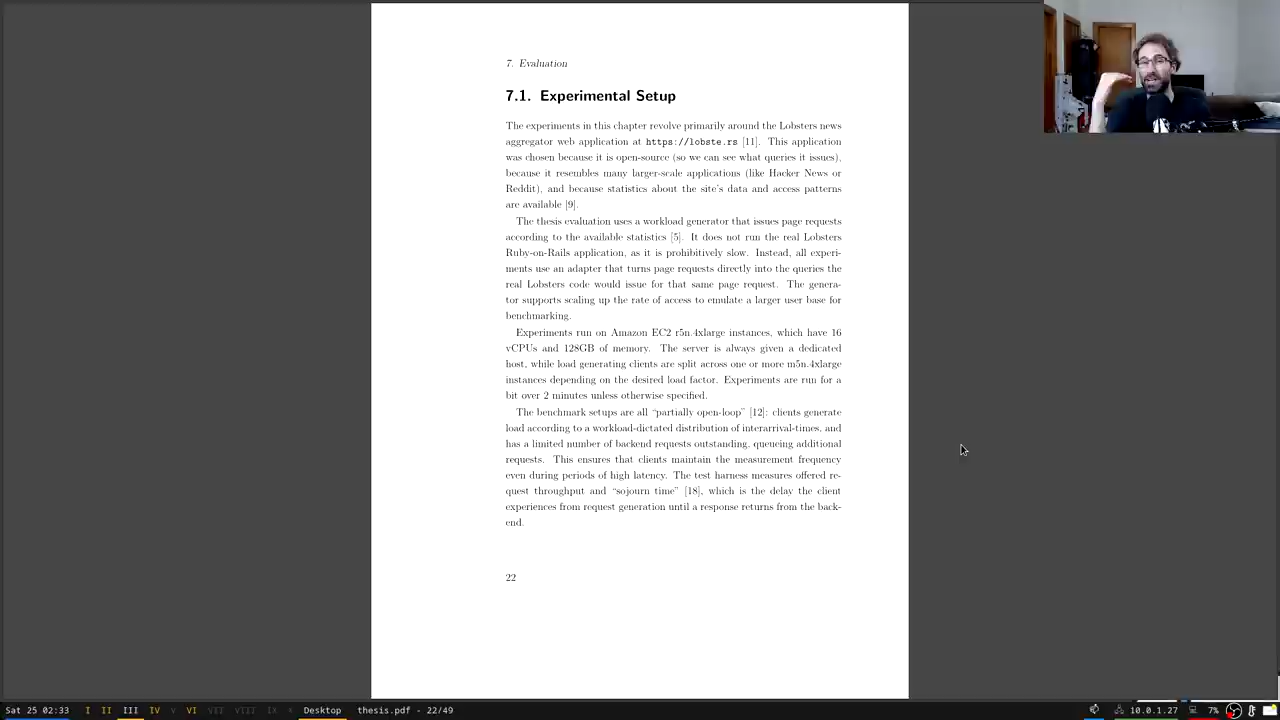 7. Evaluation
7.1. Experimental Setup
The experiments in this chapter revolve primarily around the Lobsters news
aggregator web application at https://lobste.rs [11]. This application
was chosen because it is open-source (so we can see what queries it issues),
because it resembles many larger-scale applications (like Hacker News or
Reddit), and because statistics about the site's data and access patterns
are available [9].
The thesis evaluation uses a workload generator that issues page requests
according to the available statistics [5]. It does not run the real Lobsters
Ruby-on-Rails application, as it is prohibitively slow. Instead, all experi-
ments use an adapter that turns page requests directly into the queries the
real Lobsters code would issue for that same page request. The genera-
tor supports scaling up the rate of access to emulate a larger user base for
benchmarking.
Experiments run on Amazon EC2 r5n.4xlarge instances, which have 16
vCPUs and 128GB of memory. The server is always given a dedicated
host, while load generating clients are split across one or more m5n.4xlarge
instances depending on the desired load factor. Experiments are run for a
bit over 2 minutes unless otherwise specified.
The benchmark setups are all “partially open-loop” [12]: clients generate
load according to a workload-dictated distribution of interarrival-times, and
has a limited number of backend requests outstanding, queueing additional
requests. This ensures that clients maintain the measurement frequency
even during periods of high latency. The test harness measures offered re-
quest throughput and “sojourn time” [18], which is the delay the client
experiences from request generation until a response returns from the back-
end.
22
Sat 25 02:33 I II III IV V VI VII VIII IX X Desktop thesis.pdf - 22/49 10.0.1.27 7%